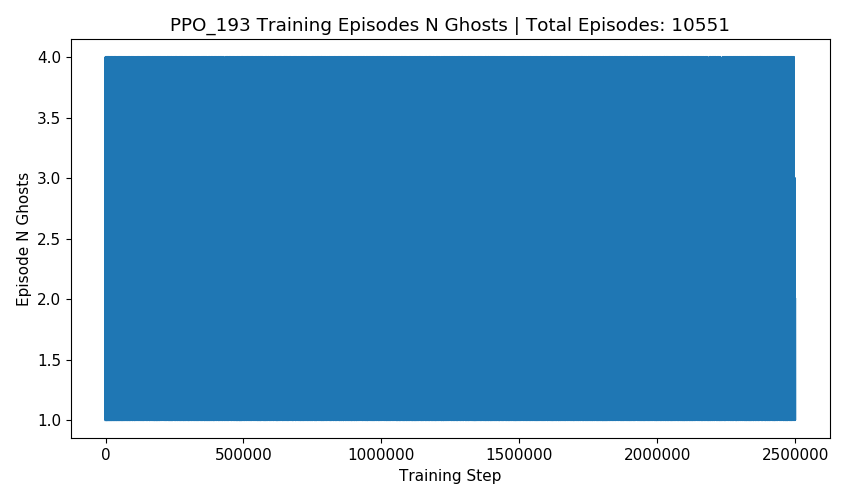 PPO_193 Training Episodes N Ghosts | Total Episodes: 10551
4.0
3.5
3.0
2.5
2.0
1.5
1.0
Episode N Ghosts
0 500000 1000000 1500000 2000000 2500000
Training Step